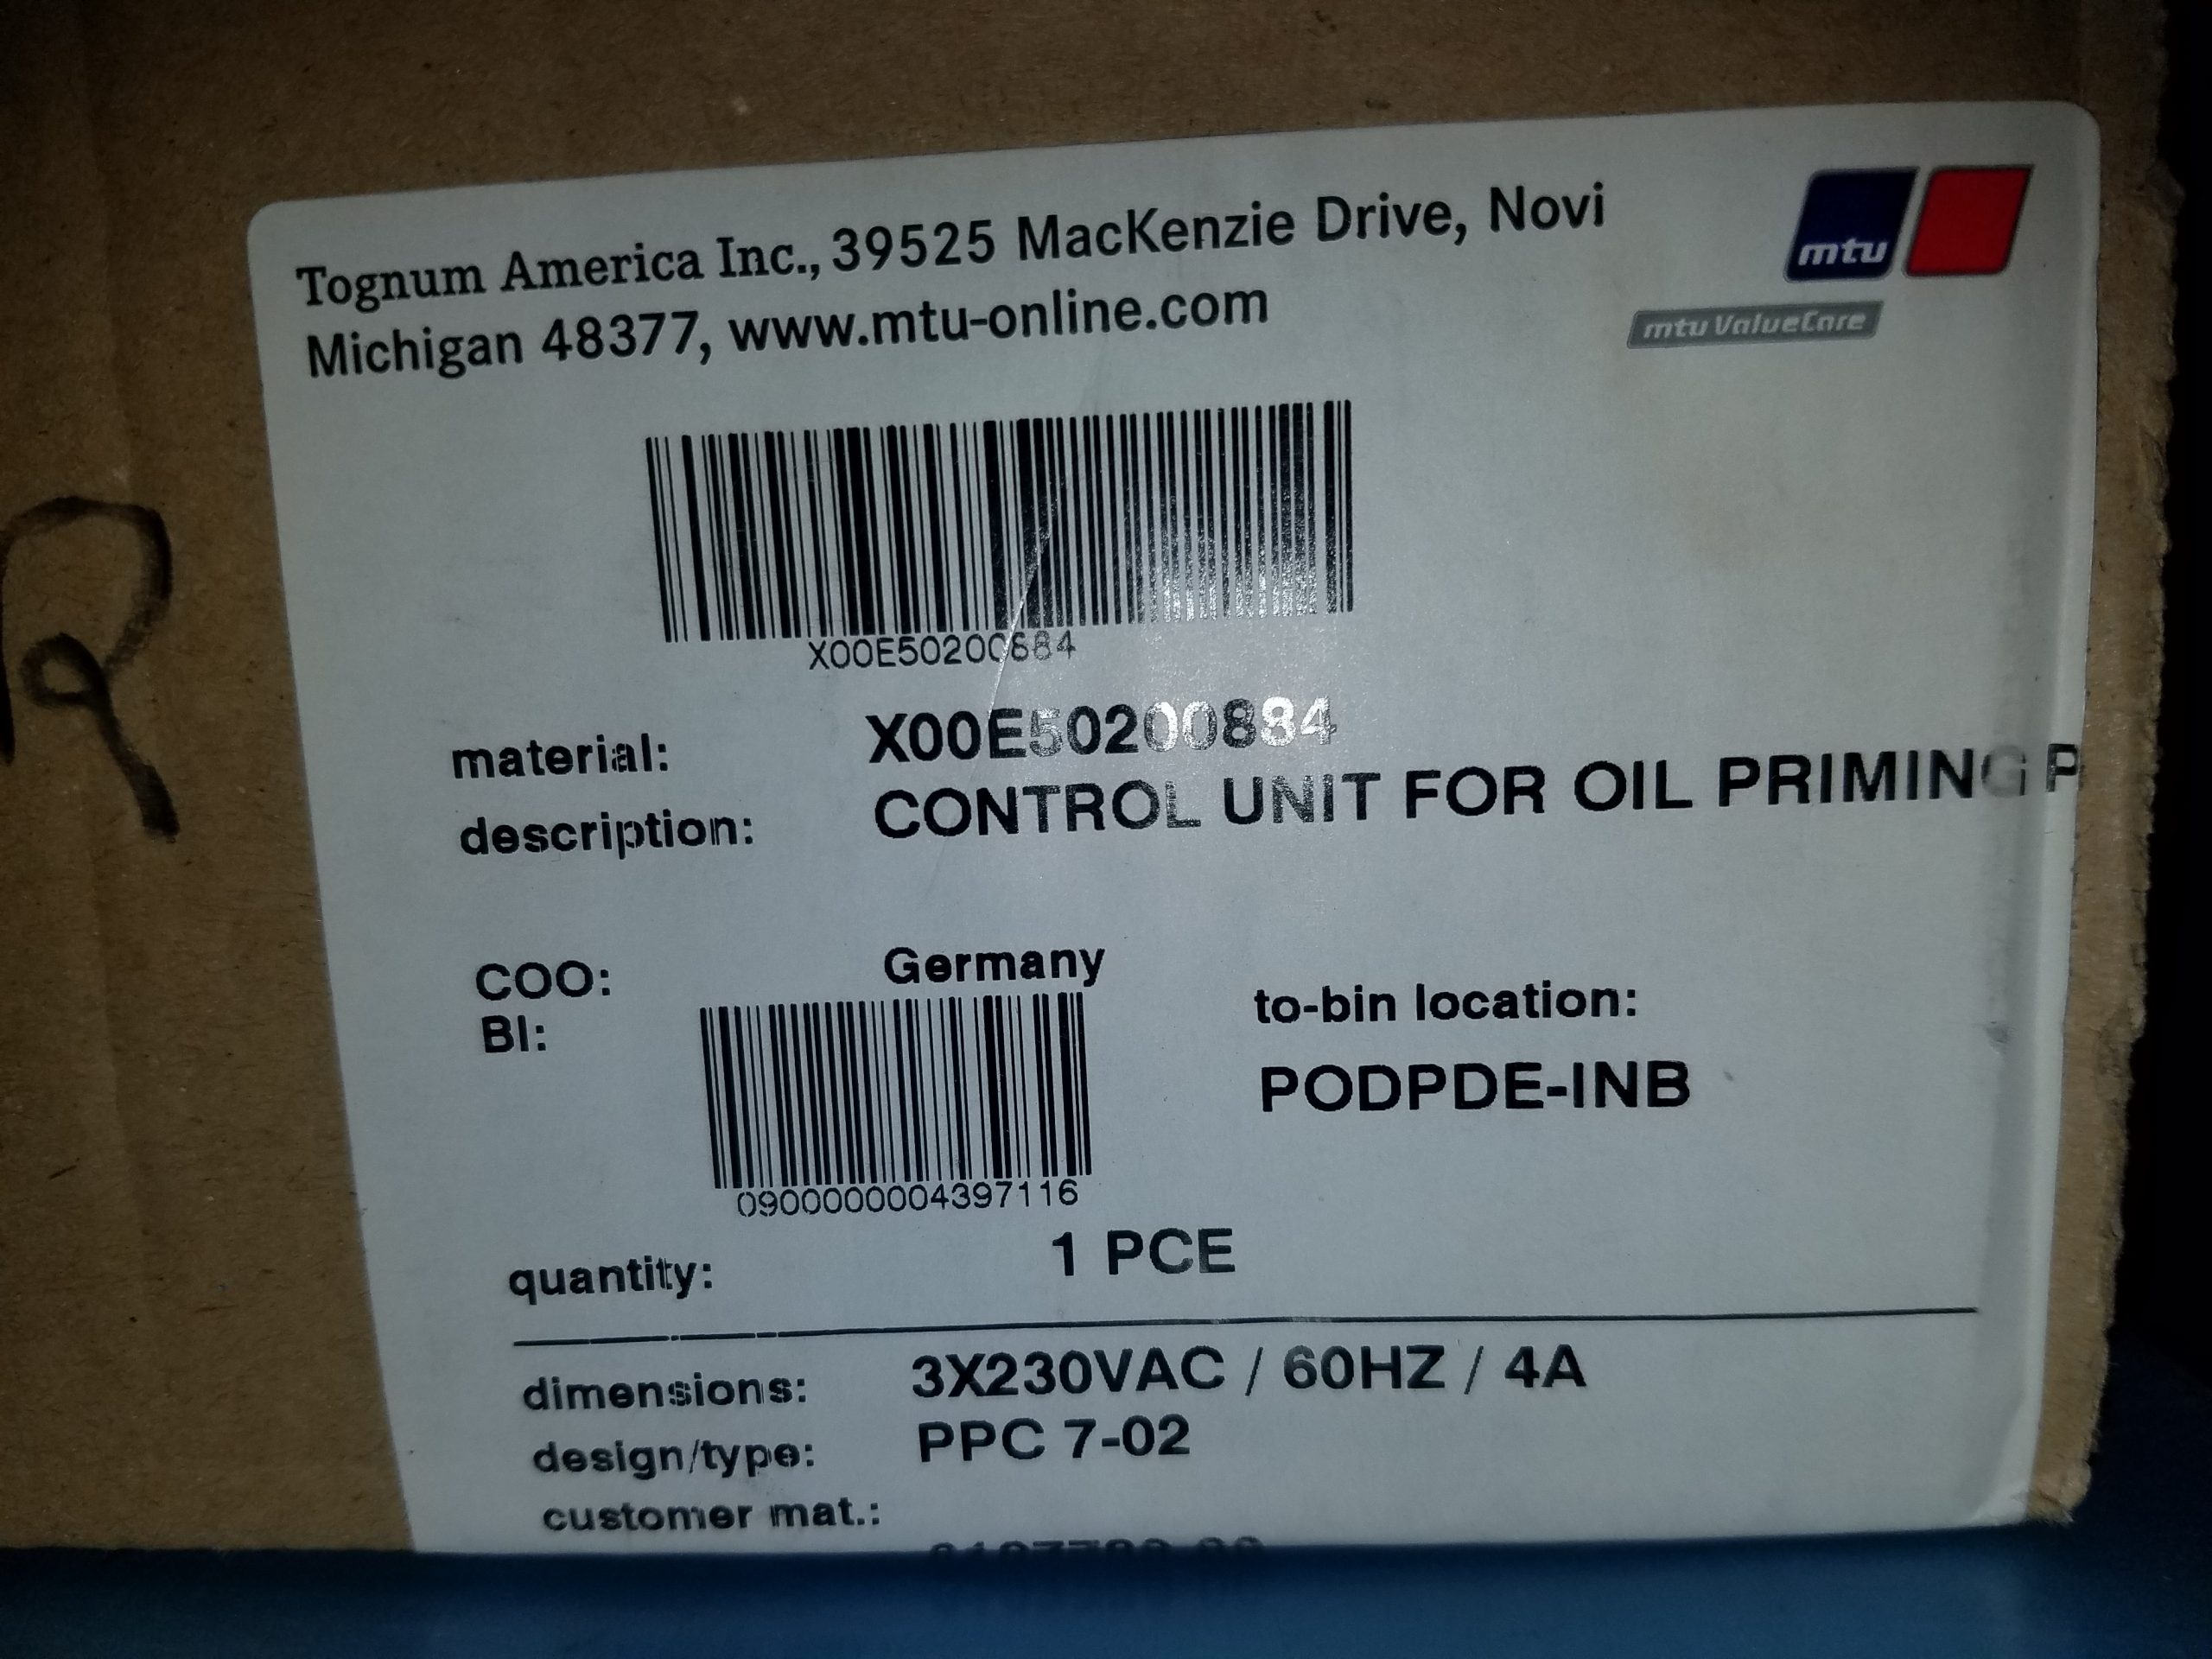 Tognum America Inc., 39525 MacKenzie Drive, Novi
Michigan 48377, www.mtu-online.com
mtu
mtu ValueCare
X00E50200884
R
material: X00E50200884
description: CONTROL UNIT FOR OIL PRIMING P
COO: Germany
BI:
to-bin location:
PODPDE-INB
0900000004397116
quantity: 1 PCE
dimensions: 3X230VAC / 60HZ / 4A
design/type: PPC 7-02
customer mat.: